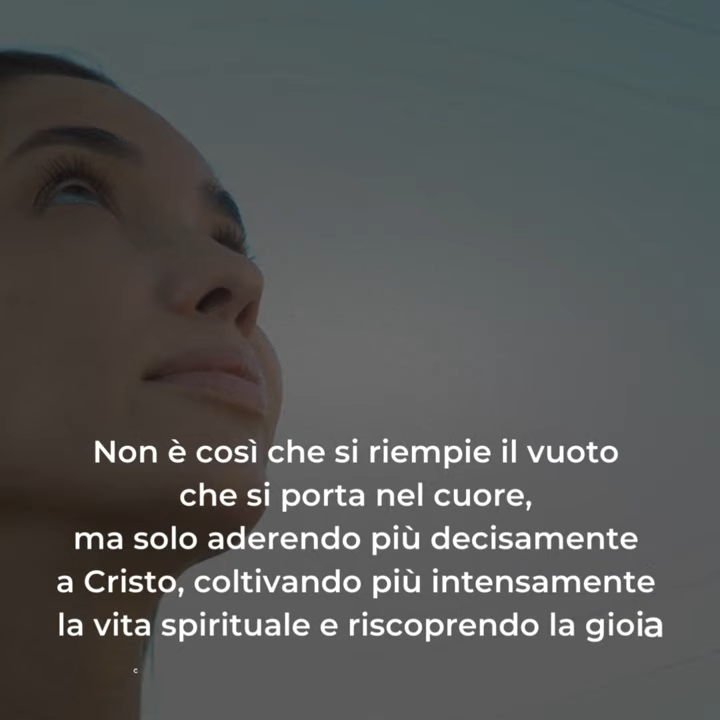 Non è così che si riempie il vuoto
che si porta nel cuore,
ma solo aderendo più decisamente
a Cristo, coltivando più intensamente
la vita spirituale e riscoprendo la gioia
c